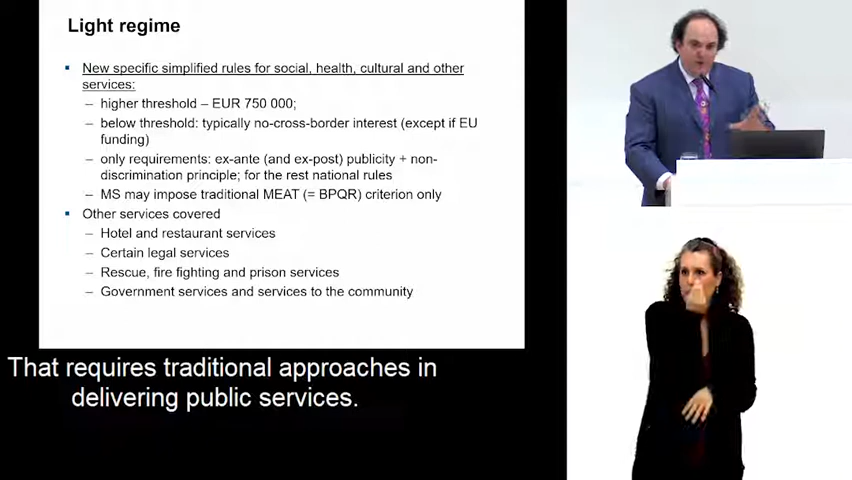 Light regime
▪ New specific simplified rules for social, health, cultural and other
services:
– higher threshold – EUR 750 000;
– below threshold: typically no-cross-border interest (except if EU
funding)
– only requirements: ex-ante (and ex-post) publicity + non-
discrimination principle; for the rest national rules
– MS may impose traditional MEAT (= BPQR) criterion only
▪ Other services covered
– Hotel and restaurant services
– Certain legal services
– Rescue, fire fighting and prison services
– Government services and services to the community
That requires traditional approaches in
delivering public services.